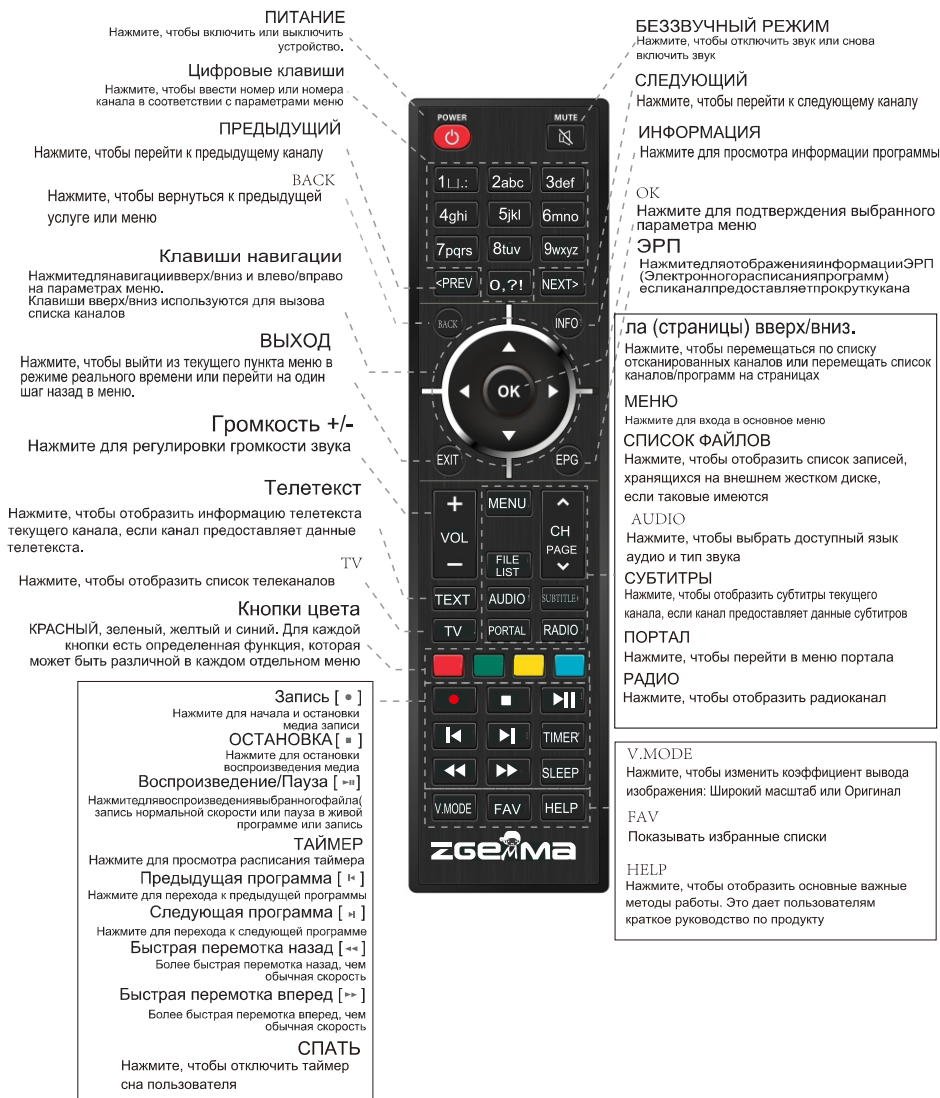 ПИТАНИЕ
Нажмите, чтобы включить или выключить
устройство.
Цифровые клавиши
Нажмите, чтобы ввести номер или номера
канала в соответствии с параметрами меню
ПРЕДЫДУЩИЙ
Нажмите, чтобы перейти к предыдущему каналу
BACK
Нажмите, чтобы вернуться к предыдущей
услуге или меню
Клавиши навигации
Нажмитедлянавигациивверх/вниз и влево/вправо
на параметрах меню.
Клавиши вверх/вниз используются для вызова
списка каналов
ВЫХОД
Нажмите, чтобы выйти из текущего пункта меню в
режиме реального времени или перейти на один
шаг назад в меню.
Громкость +/-
Нажмите для регулировки громкости звука
Телетекст
Нажмите, чтобы отобразить информацию телетекста
текущего канала, если канал предоставляет данные
телетекста.
TV
Нажмите, чтобы отобразить список телеканалов
Кнопки цвета
КРАСНЫЙ, зеленый, желтый и синий. Для каждой
кнопки есть определенная функция, которая
может быть различной в каждом отдельном меню
Запись [ ● ]
Нажмите для начала и остановки
медиа записи
ОСТАНОВКА[ ■ ]
Нажмите для остановки
воспроизведения медиа
Воспроизведение/Пауза [ ►II ]
Нажмитедлявоспроизведениявыбранногофайла(
запись нормальной скорости или пауза в живой
программе или запись
ТАЙМЕР
Нажмите для просмотра расписания таймера
Предыдущая программа [ I◄ ]
Нажмите для перехода к предыдущей программы
Следующая программа [ ►I ]
Нажмите для перехода к следующей программе
Быстрая перемотка назад [ ◄◄ ]
Более быстрая перемотка назад, чем
обычная скорость
Быстрая перемотка вперед [ ►► ]
Более быстрая перемотка вперед, чем
обычная скорость
СПАТЬ
Нажмите, чтобы отключить таймер
сна пользователя
POWER
MUTE
1⎵.:
2abc
3def
4ghi
5jkl
6mno
7pqrs
8tuv
9wxyz
<PREV
0,?!
NEXT>
BACK
INFO
OK
EXIT
EPG
+
VOL
−
MENU
FILE
LIST
CH
PAGE
TEXT
AUDIO
SUBTITLE
TV
PORTAL
RADIO
TIMER
SLEEP
V.MODE
FAV
HELP
ZGEMMA
БЕЗЗВУЧНЫЙ РЕЖИМ
Нажмите, чтобы отключить звук или снова
включить звук
СЛЕДУЮЩИЙ
Нажмите, чтобы перейти к следующему каналу
ИНФОРМАЦИЯ
Нажмите для просмотра информации программы
OK
Нажмите для подтверждения выбранного
параметра меню
ЭРП
НажмитедляотображенияинформацииЭРП
(Электронногорасписанияпрограмм)
есликаналпредоставляетпрокруткукана
ла (страницы) вверх/вниз.
Нажмите, чтобы перемещаться по списку
отсканированных каналов или перемещать список
каналов/программ на страницах
МЕНЮ
Нажмите для входа в основное меню
СПИСОК ФАЙЛОВ
Нажмите, чтобы отобразить список записей,
хранящихся на внешнем жестком диске,
если таковые имеются
AUDIO
Нажмите, чтобы выбрать доступный язык
аудио и тип звука
СУБТИТРЫ
Нажмите, чтобы отобразить субтитры текущего
канала, если канал предоставляет данные субтитров
ПОРТАЛ
Нажмите, чтобы перейти в меню портала
РАДИО
Нажмите, чтобы отобразить радиоканал
V.MODE
Нажмите, чтобы изменить коэффициент вывода
изображения: Широкий масштаб или Оригинал
FAV
Показывать избранные списки
HELP
Нажмите, чтобы отобразить основные важные
методы работы. Это дает пользователям
краткое руководство по продукту